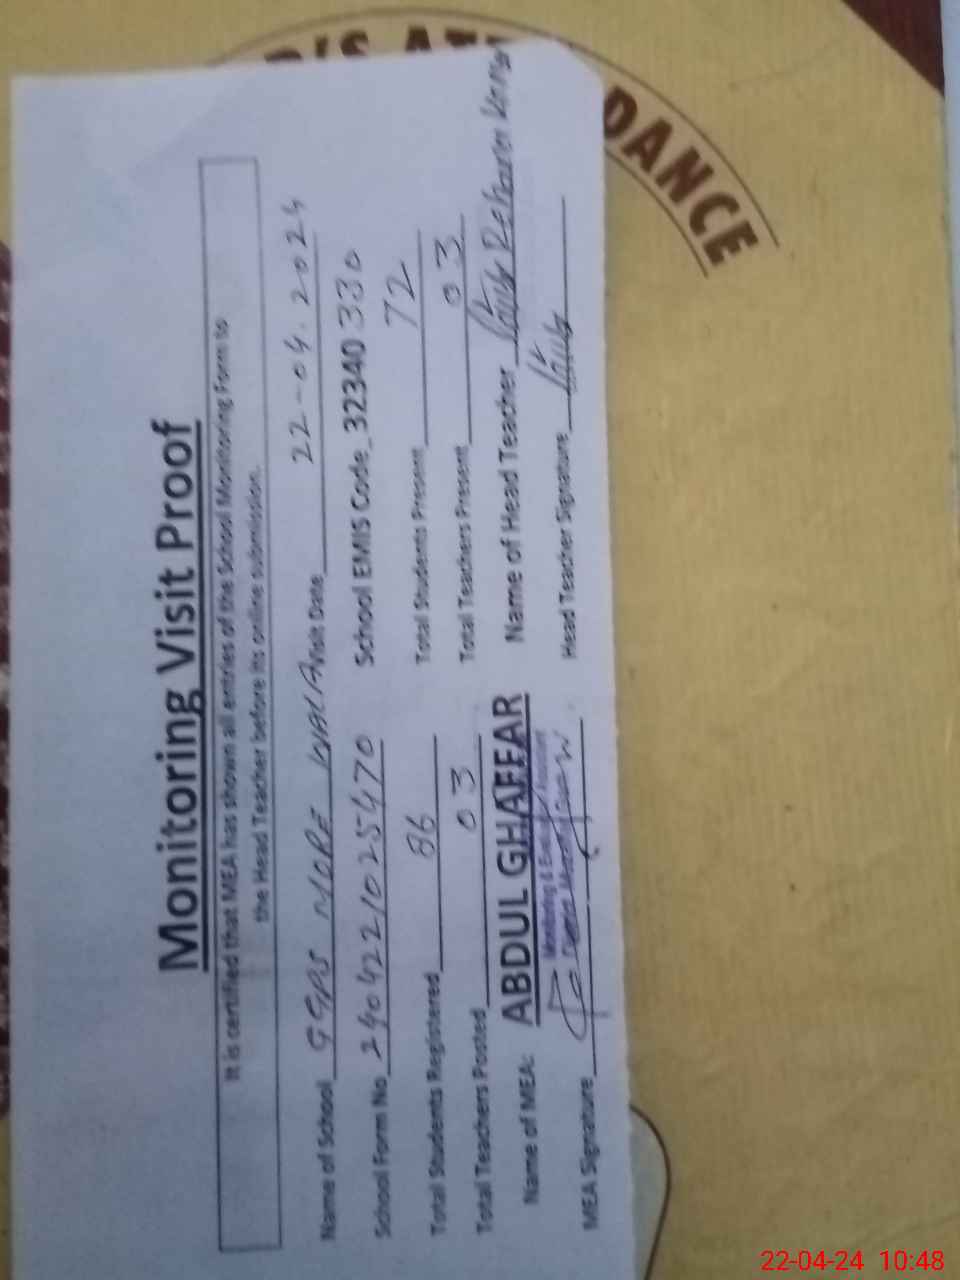 DANCE
Monitoring Visit Proof
It is certified that MEA has shown all entries of the School Monitoring Form to
the Head Teacher before its online submission.
Name of School GGPS MORE WALA Visit Date 22-04.2024
School Form No 2404221025470 School EMIS Code 32340330
Total Students Registered 86 Total Students Present 72
Total Teachers Posted 03 Total Teachers Present 03
Name of MEA: ABDUL GHAFFAR Name of Head Teacher
Monitoring &
MEA Signature Head Teacher Signature
22-04-24 10:48